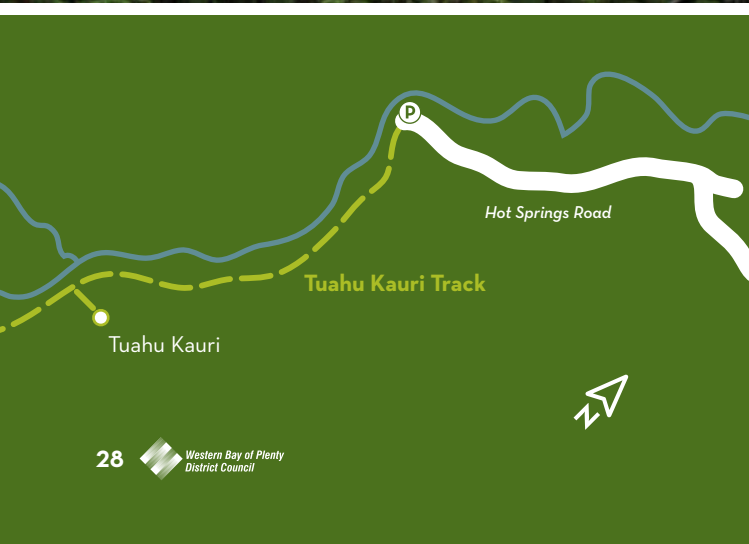 P
Hot Springs Road
Tuahu Kauri Track
Tuahu Kauri
N
28
Western Bay of Plenty
District Council